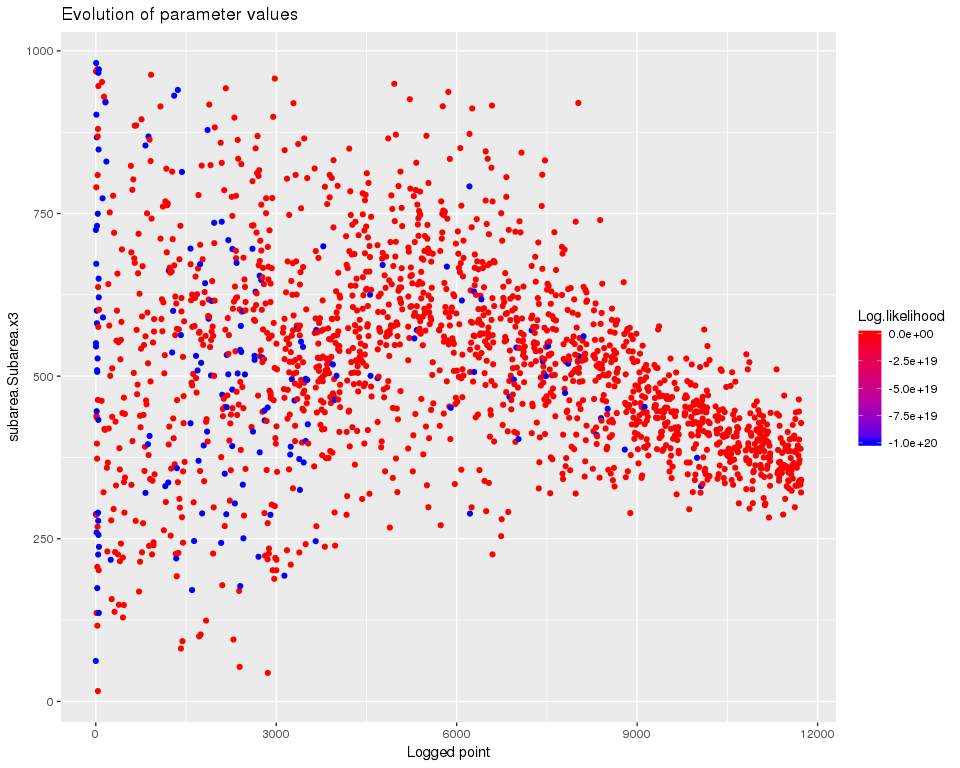 Evolution of parameter values
subarea.Subarea.x3
1000
750
500
250
0
0
3000
6000
9000
12000
Logged point
Log.likelihood
0.0e+00
-2.5e+19
-5.0e+19
-7.5e+19
-1.0e+20